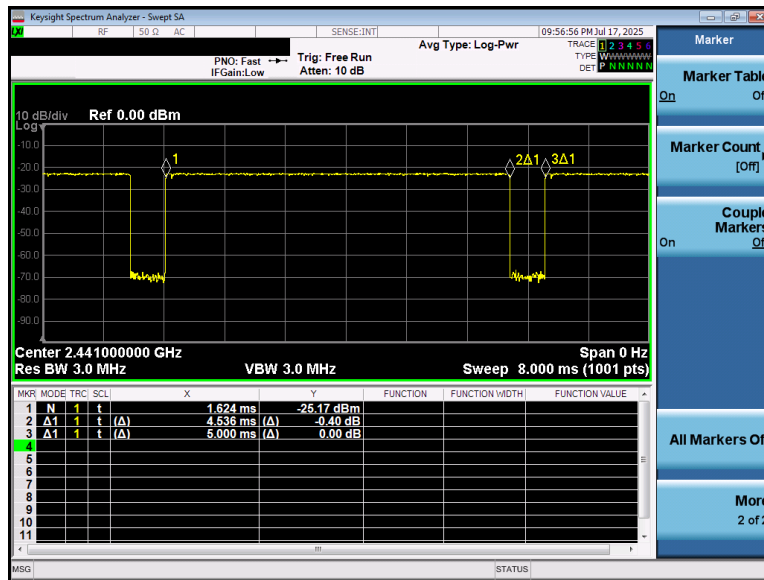 Keysight Spectrum Analyzer - Swept SA
LXI RF 50 Ω AC SENSE:INT 09:56:56 PM Jul 17, 2025
Avg Type: Log-Pwr
TRACE 1 2 3 4 5 6
TYPE WWWWWW
DET P N N N N N
PNO: Fast
IFGain:Low
Trig: Free Run
Atten: 10 dB
10 dB/div Ref 0.00 dBm
Log
-10.0
-20.0
-30.0
-40.0
-50.0
-60.0
-70.0
-80.0
-90.0
1 2Δ1 3Δ1
Center 2.441000000 GHz Span 0 Hz
Res BW 3.0 MHz VBW 3.0 MHz Sweep 8.000 ms (1001 pts)
MKR MODE TRC SCL X Y FUNCTION FUNCTION WIDTH FUNCTION VALUE
1 N 1 t 1.624 ms -25.17 dBm
2 Δ1 1 t (Δ) 4.536 ms (Δ) -0.40 dB
3 Δ1 1 t (Δ) 5.000 ms (Δ) 0.00 dB
4
5
6
7
8
9
10
11
MSG STATUS
Marker
Marker Table
On Of
Marker Count
[Off]
Couple
Markers
On Of
All Markers Of
More
2 of 2